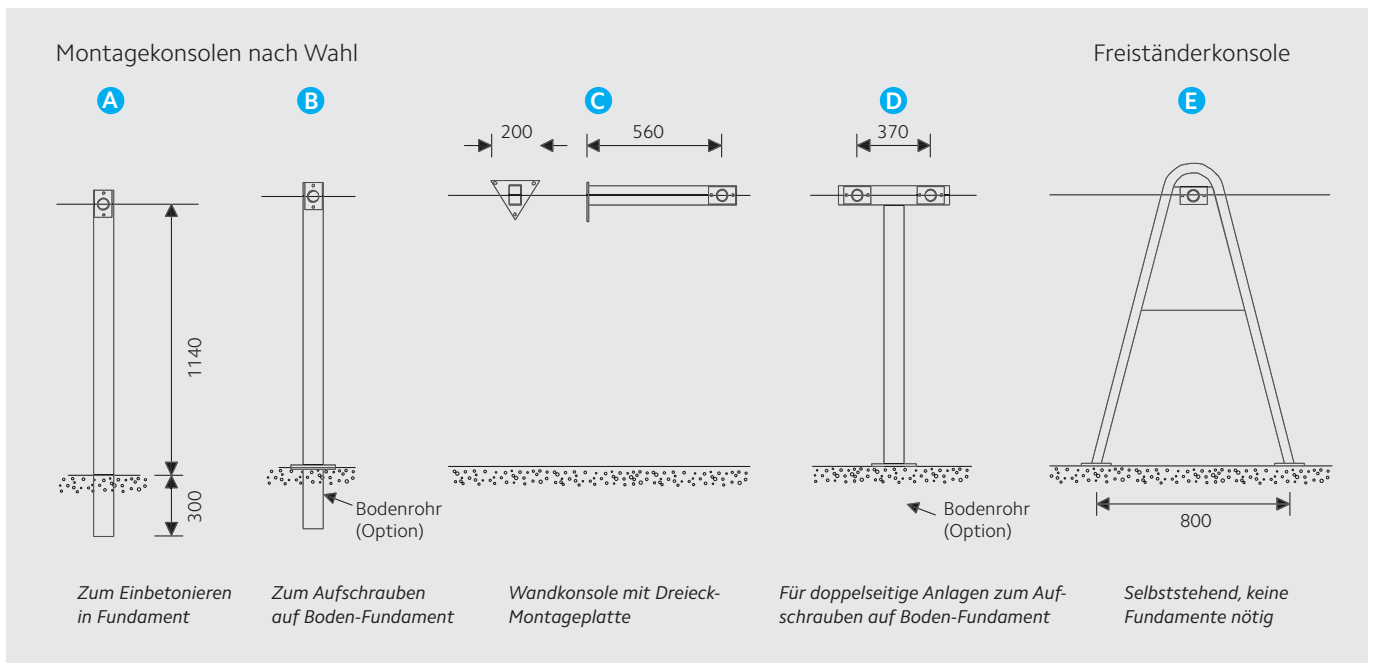 Montagekonsolen nach Wahl
Freiständerkonsole
A
B
C
D
E
200
560
370
1140
300
Bodenrohr
(Option)
Bodenrohr
(Option)
800
Zum Einbetonieren
in Fundament
Zum Aufschrauben
auf Boden-Fundament
Wandkonsole mit Dreieck-
Montageplatte
Für doppelseitige Anlagen zum Auf-
schrauben auf Boden-Fundament
Selbststehend, keine
Fundamente nötig